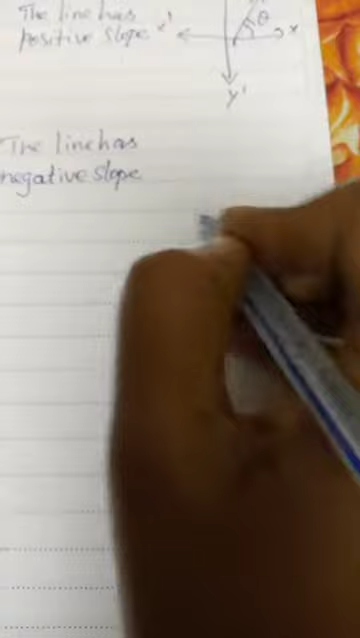 The line has
positive slope x'
θ
x
y'
The line has
negative slope